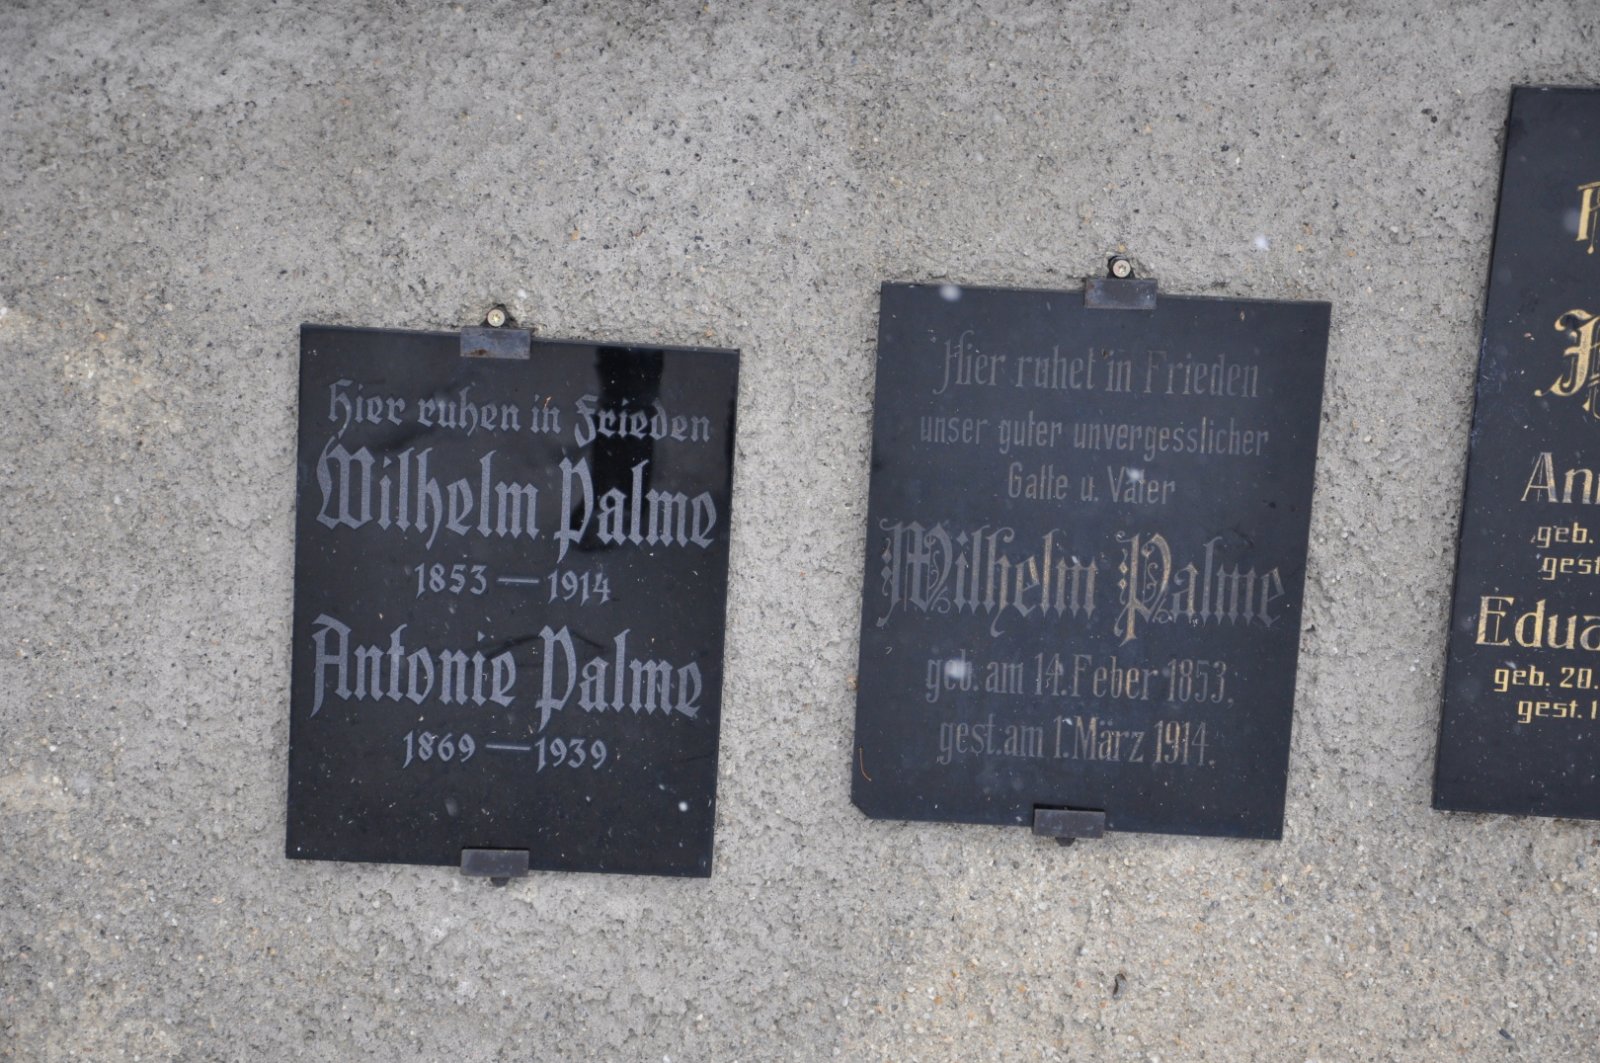 Hier ruhen in Frieden
Wilhelm Palme
1853 — 1914
Antonie Palme
1869 — 1939
Hier ruhet in Frieden
unser guter unvergesslicher
Gatte u. Vater
Wilhelm Palme
geb. am 14. Feber 1853,
gest. am 1. März 1914.
geb.
gest
geb. 20.
gest. 1